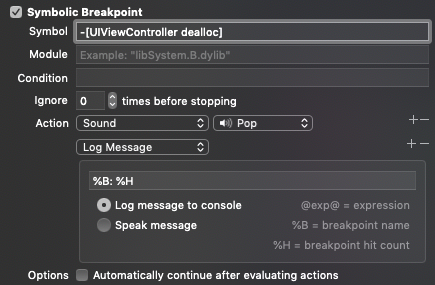 Symbolic Breakpoint
Symbol -[UIViewController dealloc]
Module Example: "libSystem.B.dylib"
Condition
Ignore 0 times before stopping
Action Sound Pop
Log Message
%B: %H
Log message to console @exp@ = expression
Speak message %B = breakpoint name
%H = breakpoint hit count
Options Automatically continue after evaluating actions